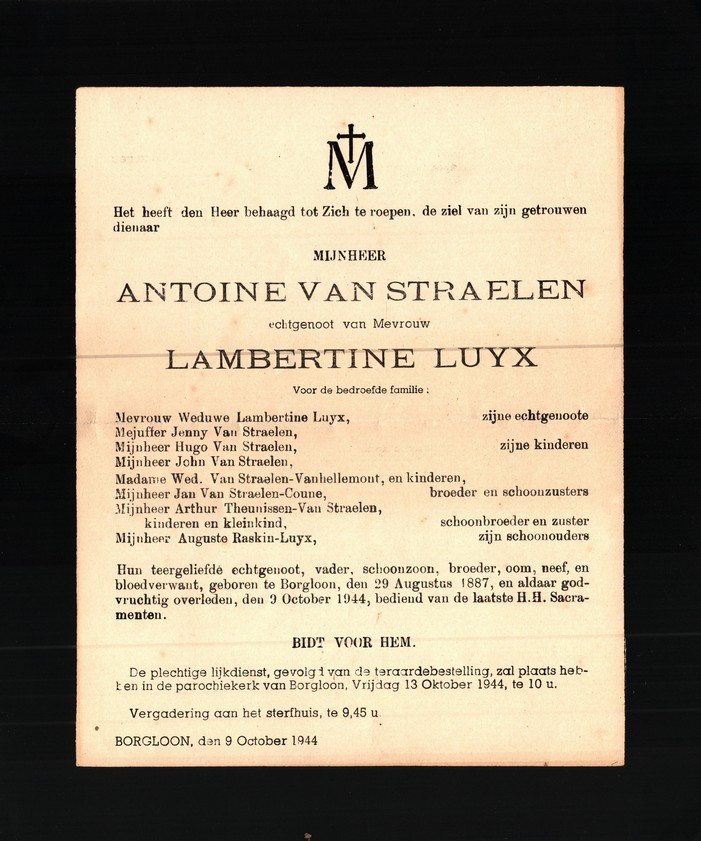 M
Het heeft den Heer behaagd tot Zich te roepen. de ziel van zijn getrouwen
dienaar
MIJNHEER
ANTOINE VAN STRAELEN
echtgenoot van Mevrouw
LAMBERTINE LUYX
Voor de bedroefde familie :
Mevrouw Weduwe Lambertine Luyx, zijne echtgenoote
Mejuffer Jenny Van Straelen,
Mijnheer Hugo Van Straelen, zijne kinderen
Mijnheer John Van Straelen,
Madame Wed. Van Straelen-Vanhellemont, en kinderen,
Mijnheer Jan Van Straelen-Coune, broeder en schoonzusters
Mijnheer Arthur Theunissen-Van Straelen,
kinderen en kleinkind, schoonbroeder en zuster
Mijnheer Auguste Raskin-Luyx, zijn schoonouders
Hun teergeliefde echtgenoot, vader, schoonzoon, broeder, oom, neef, en
bloedverwant, geboren te Borgloon, den 29 Augustus 1887, en aldaar god-
vruchtig overleden, den 9 October 1944, bediend van de laatste H.H. Sacra-
menten.
BIDT VOOR HEM.
De plechtige lijkdienst, gevolgd van de teraardebestelling, zal plaats heb-
ben in de parochiekerk van Borgloon, Vrijdag 13 Oktober 1944, te 10 u.
Vergadering aan het sterfhuis, te 9,45 u.
BORGLOON, den 9 October 1944